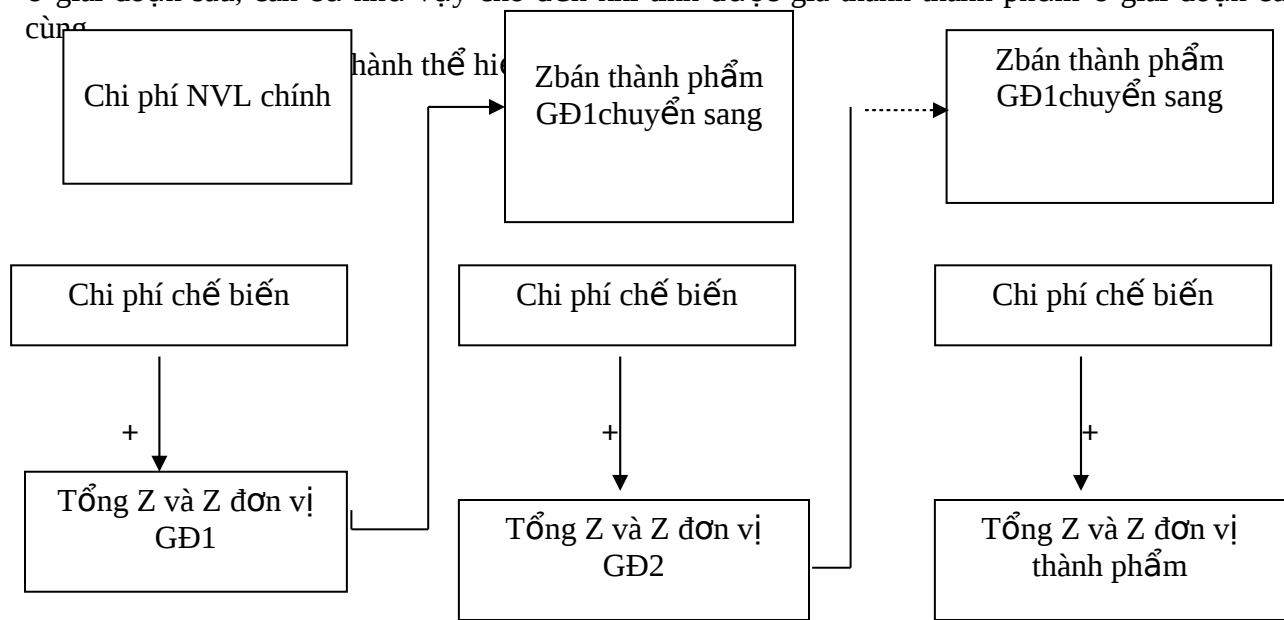 cùng
hành thể hiệ
Chi phí NVL chính
Zbán thành phẩm
GĐ1chuyển sang
Zbán thành phẩm
GĐ1chuyển sang
Chi phí chế biến
Chi phí chế biến
Chi phí chế biến
+
+
+
Tổng Z và Z đơn vị
GĐ1
Tổng Z và Z đơn vị
GĐ2
Tổng Z và Z đơn vị
thành phẩm